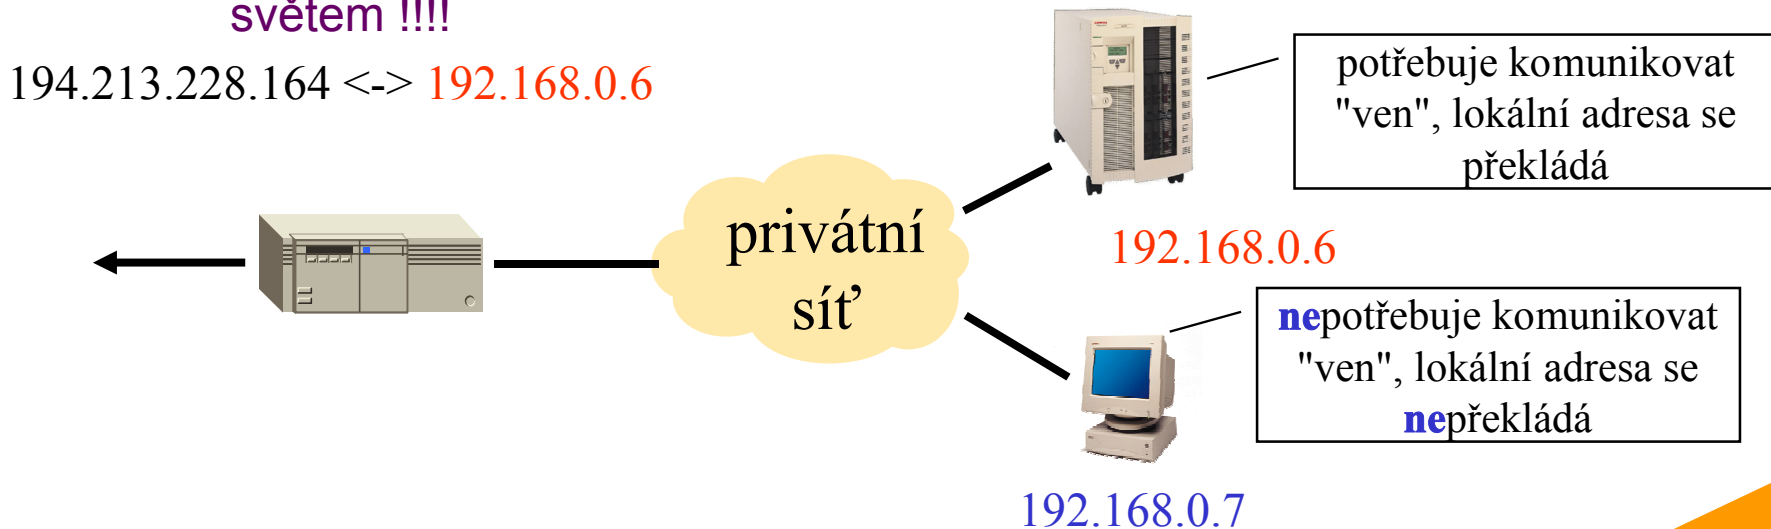 světem !!!!
194.213.228.164 <-> 192.168.0.6
potřebuje komunikovat
"ven", lokální adresa se
překládá
privátní
síť
192.168.0.6
nepotřebuje komunikovat
"ven", lokální adresa se
nepřekládá
192.168.0.7